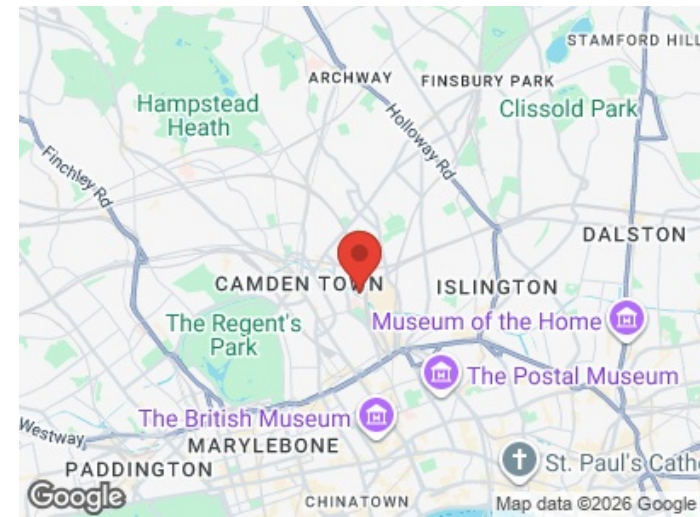 STAMFORD HILL
ARCHWAY
FINSBURY PARK
Hampstead
Heath
Clissold Park
Holloway Rd
Finchley Rd
DALSTON
CAMDEN TOWN
ISLINGTON
The Regent's
Park
Museum of the Home
The Postal Museum
The British Museum
Westway
MARYLEBONE
PADDINGTON
St. Paul's Cathe
CHINATOWN
Google
Map data ©2026 Google